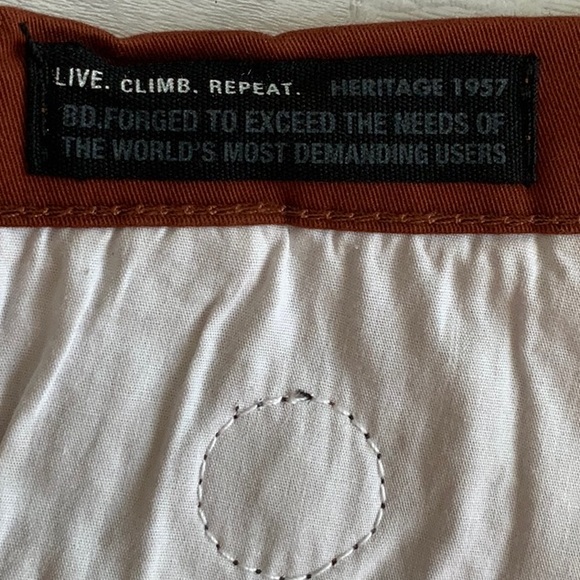 LIVE. CLIMB. REPEAT. HERITAGE 1957
BD.FORGED TO EXCEED THE NEEDS OF
THE WORLD'S MOST DEMANDING USERS